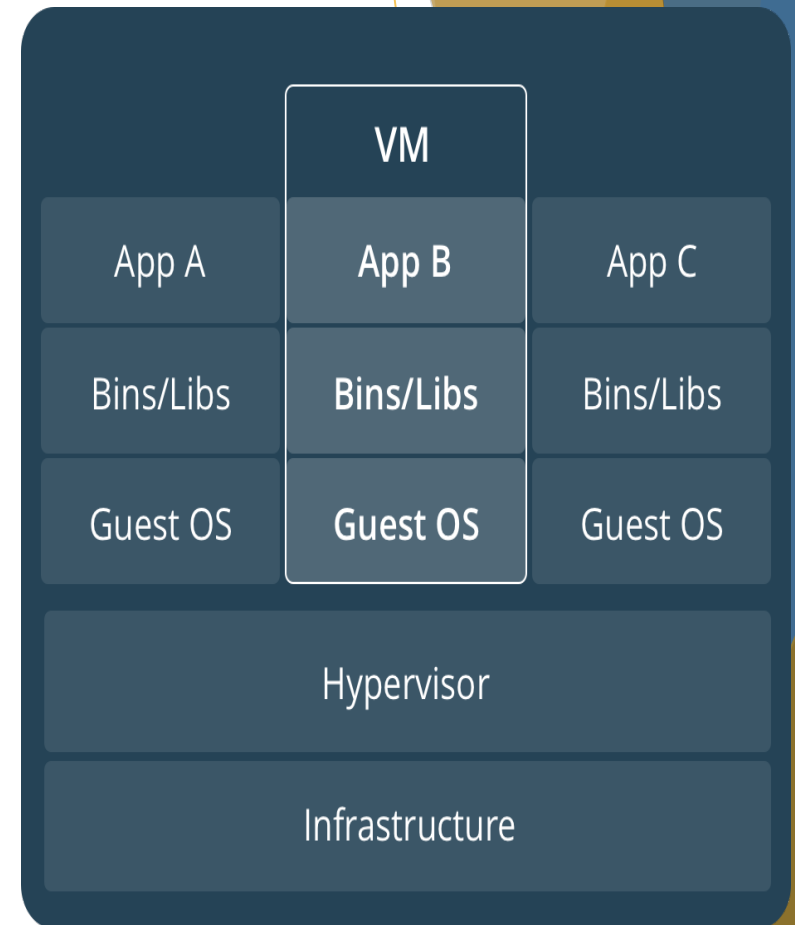 VM
App A App B App C
Bins/Libs Bins/Libs Bins/Libs
Guest OS Guest OS Guest OS
Hypervisor
Infrastructure